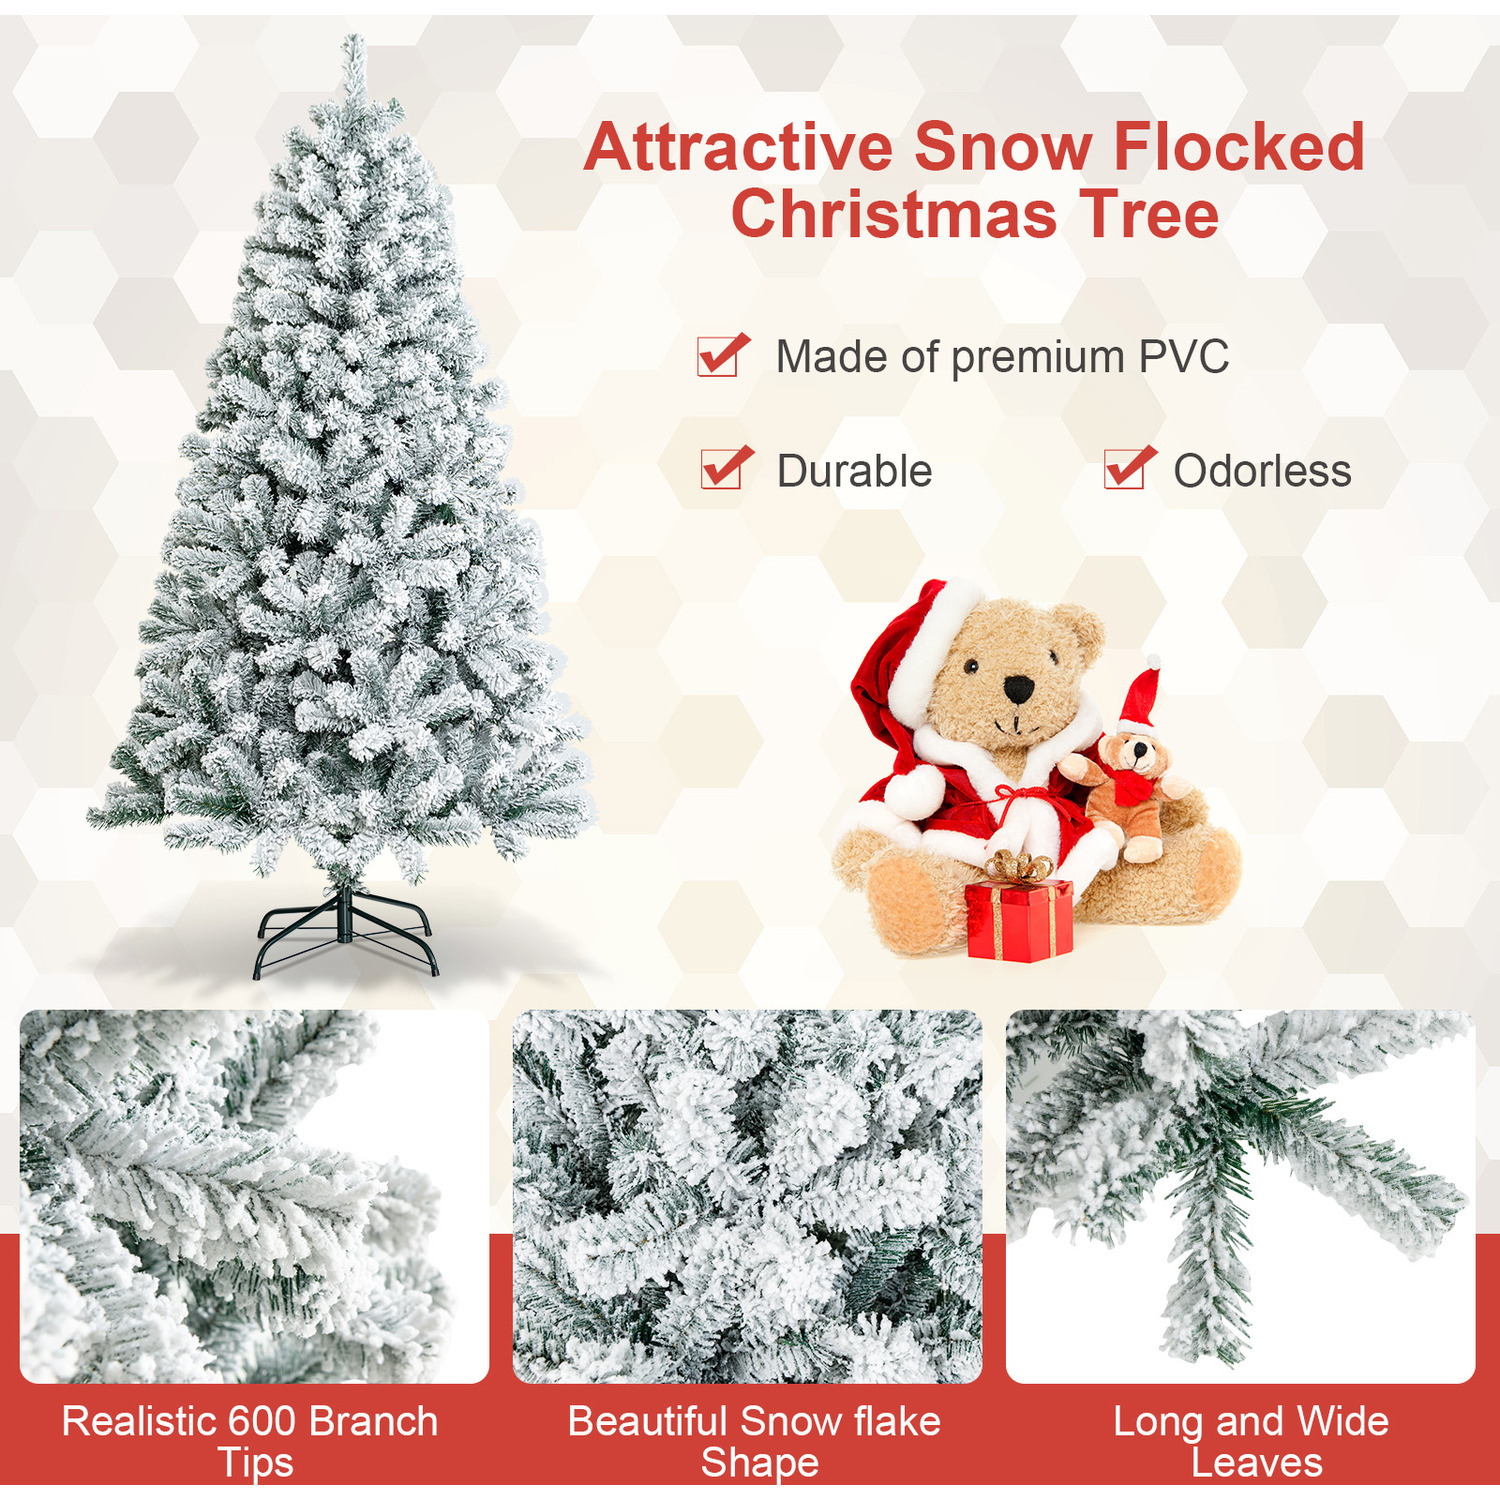 Attractive Snow Flocked
Christmas Tree
Made of premium PVC
Durable
Odorless
Realistic 600 Branch
Tips
Beautiful Snow flake
Shape
Long and Wide
Leaves